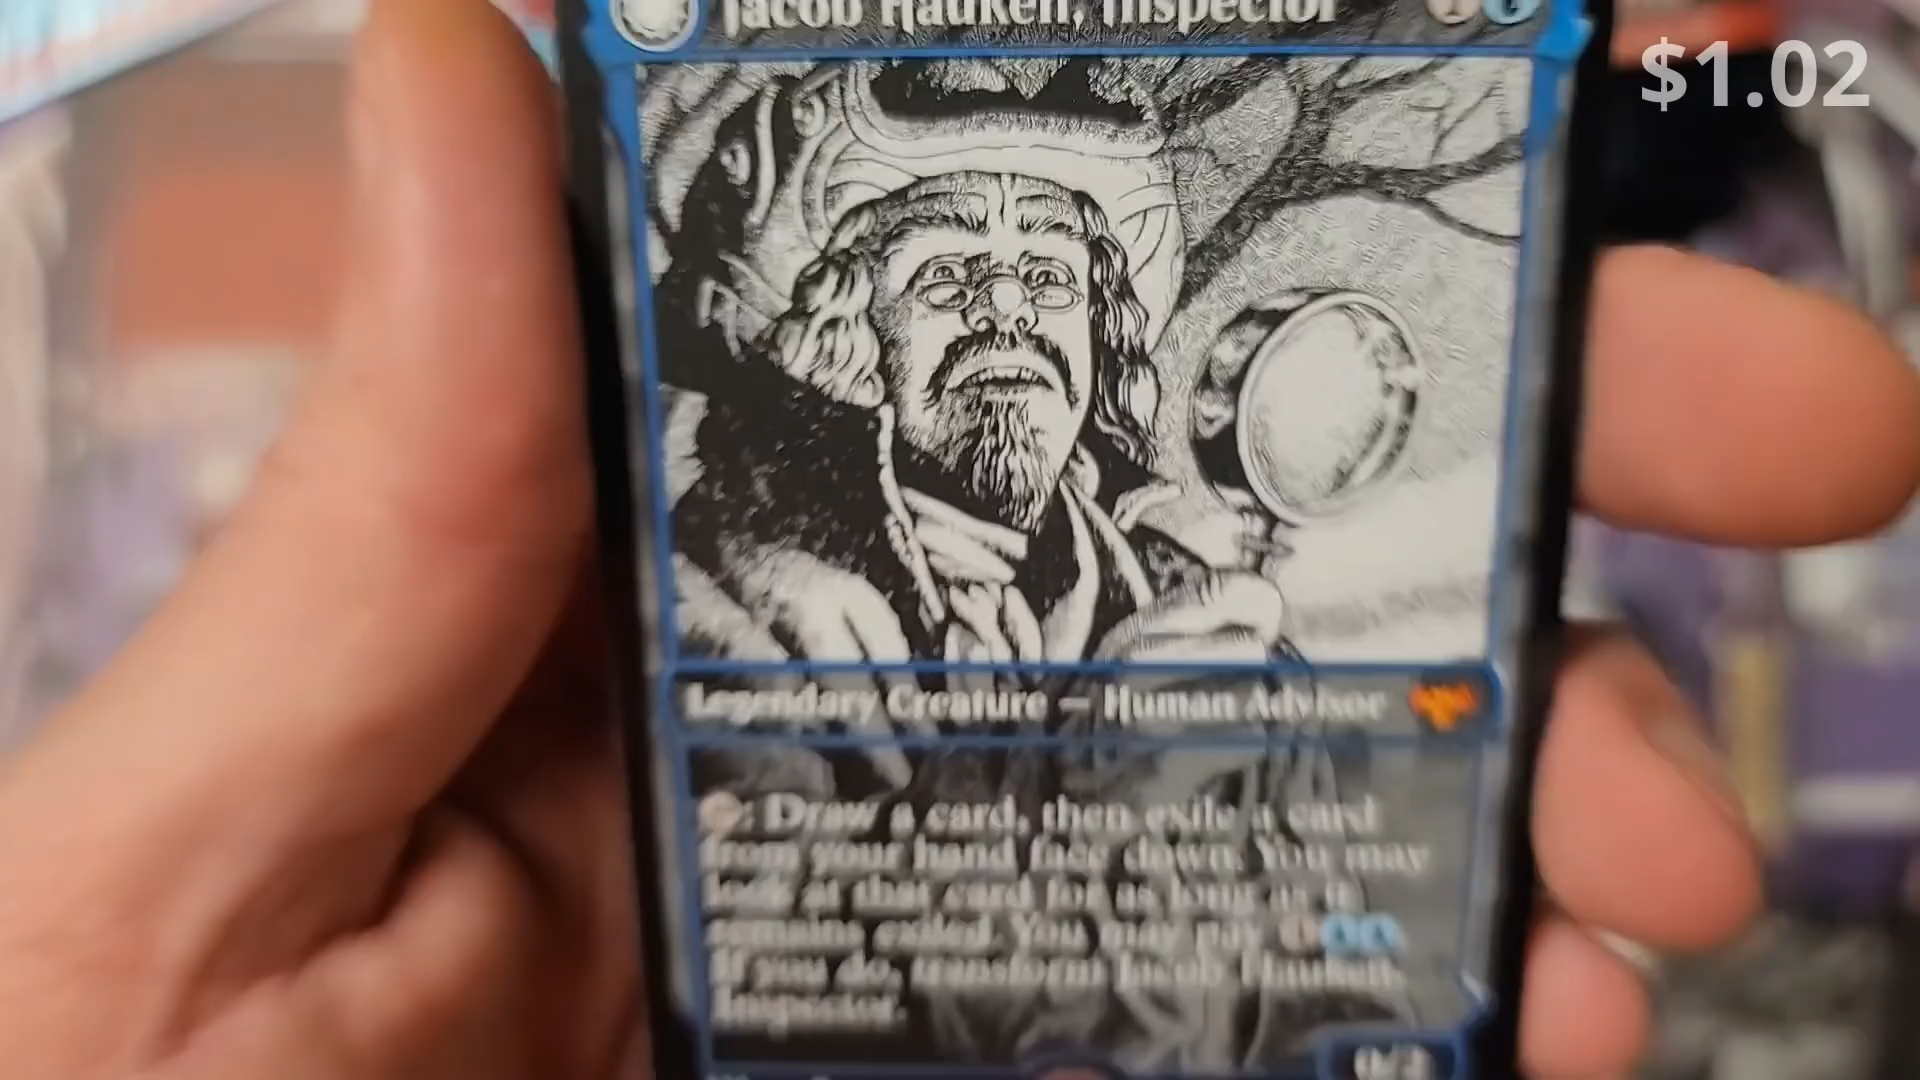 Jacob Hauken, Inspector
$1.02
Legendary Creature — Human Advisor
: Draw a card, then exile a card
from your hand face down. You may
look at that card for as long as it
remains exiled. You may pay
If you do, transform Jacob Hauken,
Inspector.
0/2